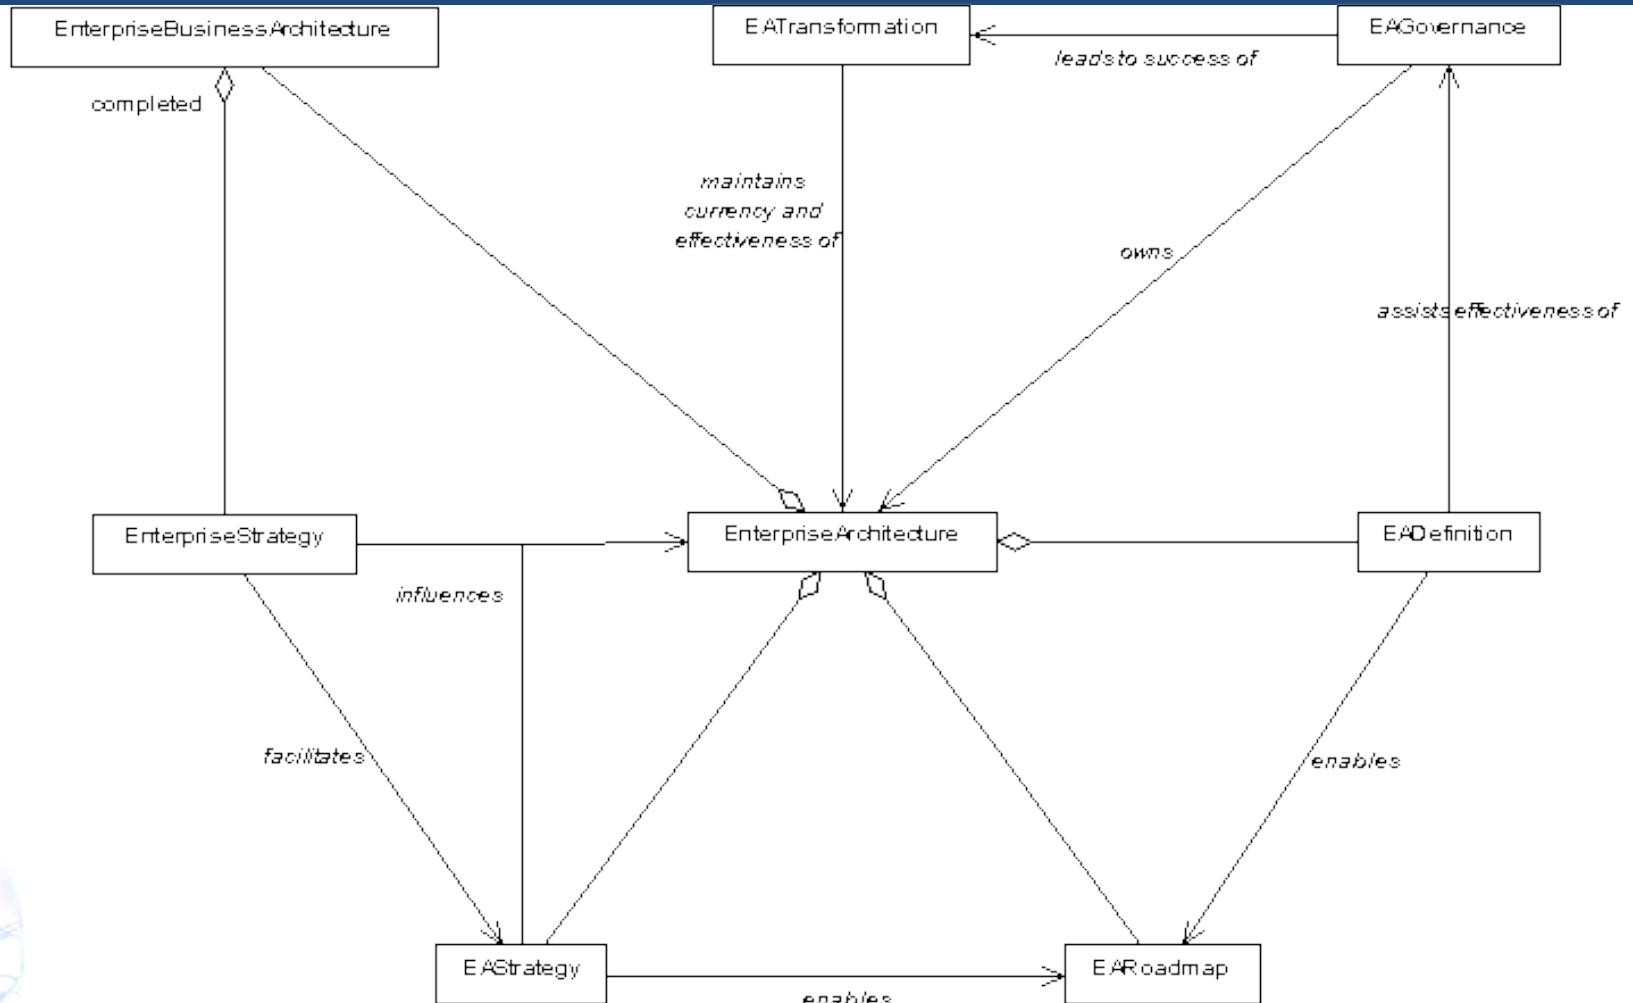 EnterpriseBusinessArchitecture
EATransformation
EAGovernance
leads to success of
completed
maintains
currency and
effectiveness of
owns
assists effectiveness of
EnterpriseStrategy
EnterpriseArchitecture
EADefinition
influences
facilitates
enables
EAStrategy
EARoadmap
enables